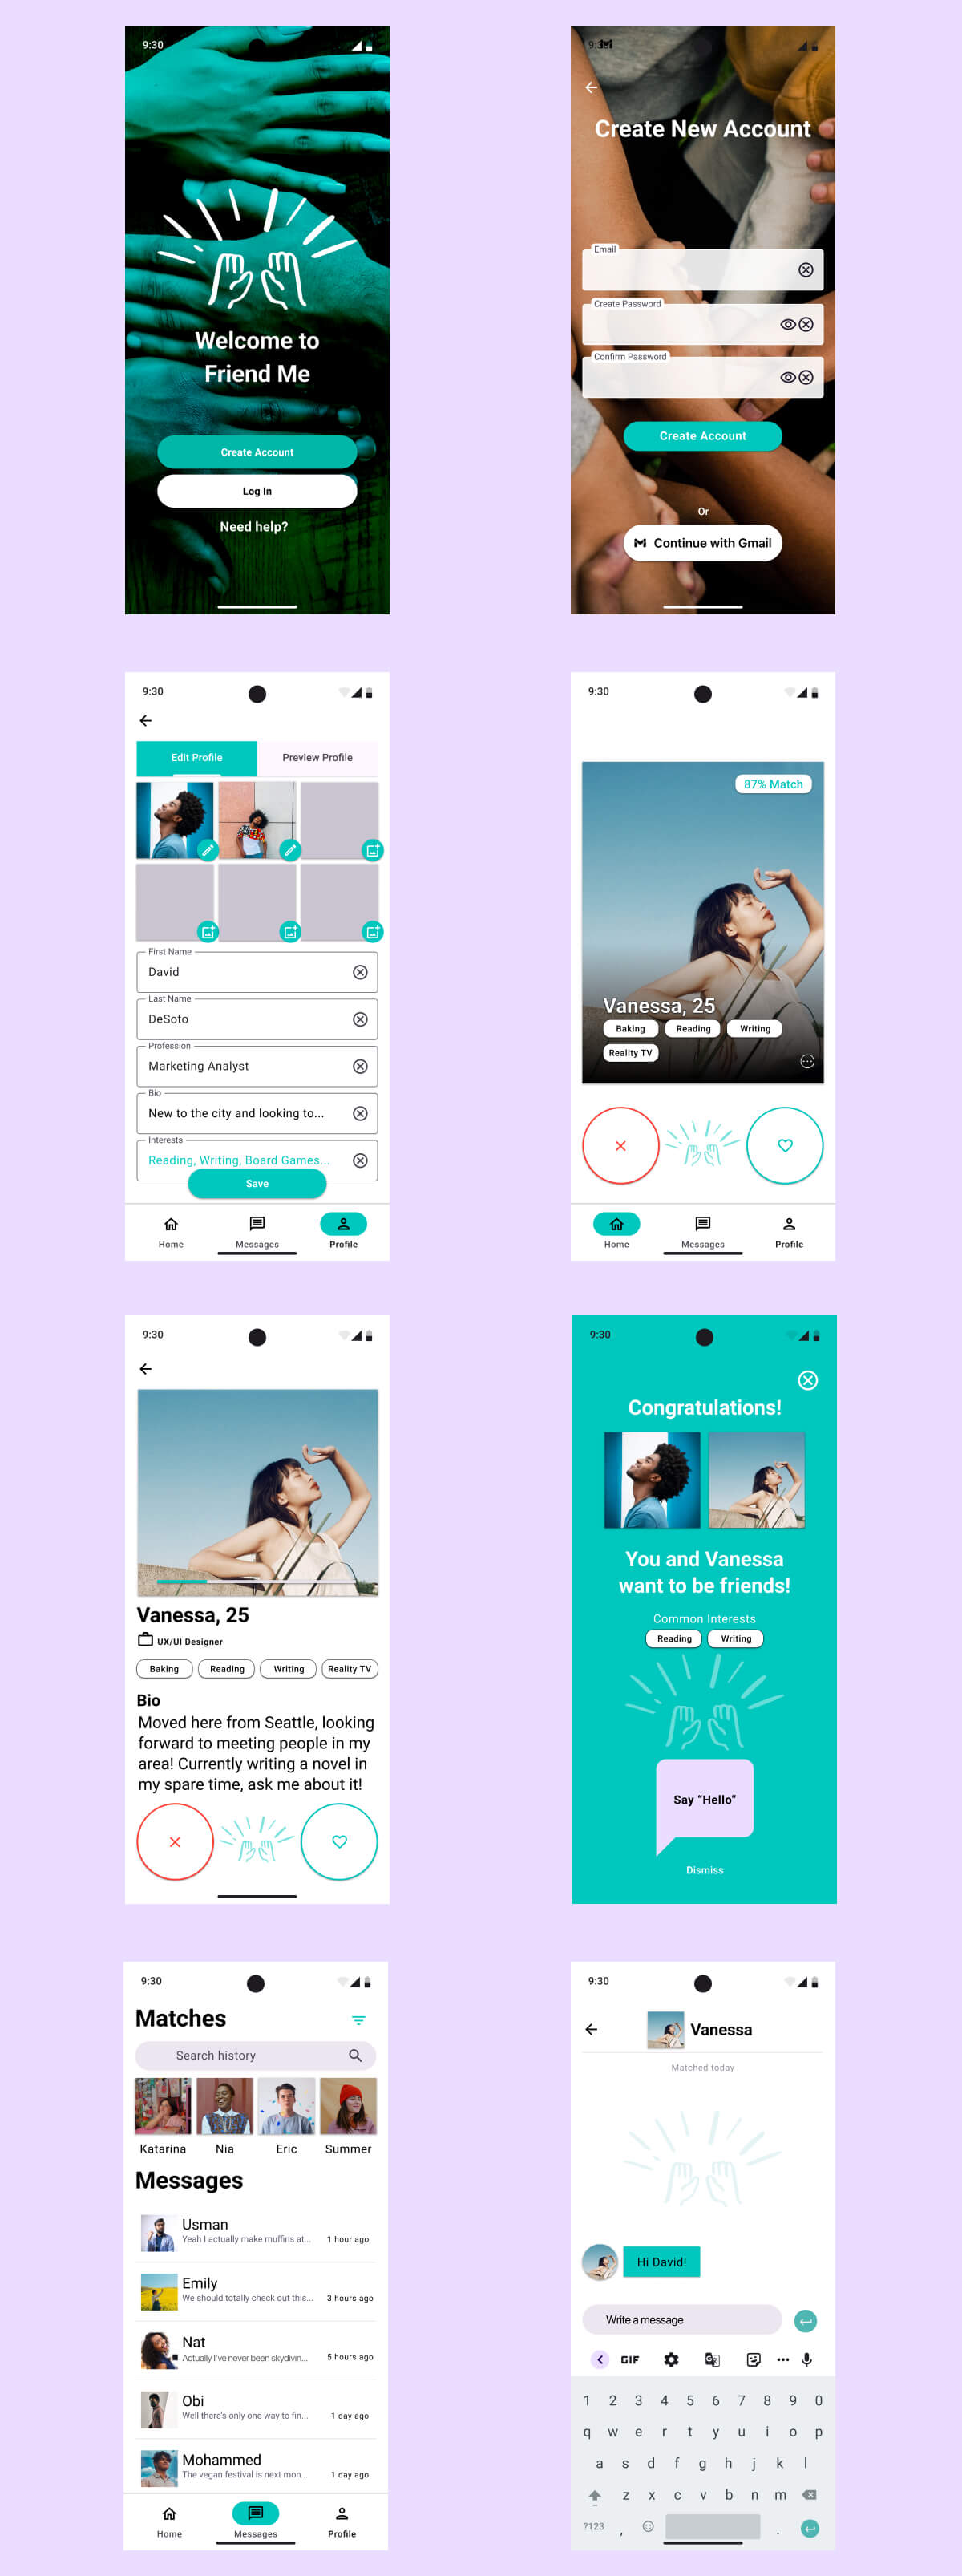 9:30
Welcome to
Friend Me
Create Account
Log In
Need help?
9:30
Create New Account
Email
Create Password
Confirm Password
Create Account
Or
Continue with Gmail
9:30
Edit Profile
Preview Profile
First Name
David
Last Name
DeSoto
Profession
Marketing Analyst
Bio
New to the city and looking to...
Interests
Reading, Writing, Board Games...
Save
Home Messages Profile
9:30
87% Match
Vanessa, 25
Baking Reading Writing
Reality TV
Home Messages Profile
9:30
Vanessa, 25
UX/UI Designer
Baking Reading Writing Reality TV
Bio
Moved here from Seattle, looking
forward to meeting people in my
area! Currently writing a novel in
my spare time, ask me about it!
9:30
Congratulations!
You and Vanessa
want to be friends!
Common Interests
Reading Writing
Say “Hello”
Dismiss
9:30
Matches
Search history
Katarina Nia Eric Summer
Messages
Usman
Yeah I actually make muffins at... 1 hour ago
Emily
We should totally check out this... 3 hours ago
Nat
Actually I've never been skydivin... 5 hours ago
Obi
Well there's only one way to fin... 1 day ago
Mohammed
The vegan festival is next mon... 1 day ago
Home Messages Profile
9:30
Vanessa
Matched today
Hi David!
Write a message
GIF
1 2 3 4 5 6 7 8 9 0
q w e r t y u i o p
a s d f g h j k l
z x c v b n m
?123 , .